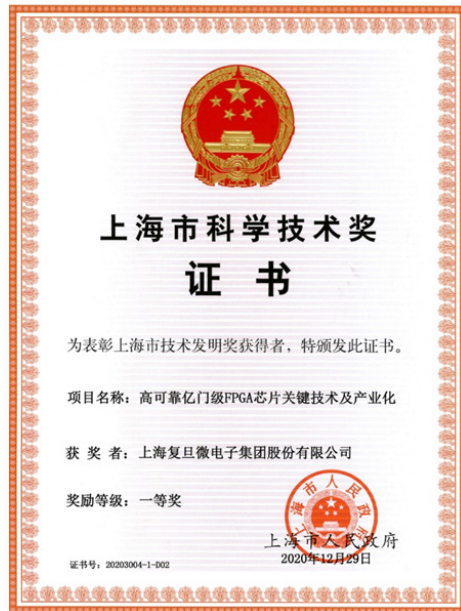 上海市科学技术奖
证书
为表彰上海市技术发明奖获得者，特颁发此证书。
项目名称：高可靠亿门级FPGA芯片关键技术及产业化
获奖者：上海复旦微电子集团股份有限公司
奖励等级：一等奖
上海市人民政府
上海市人民政府
2020年12月29日
证书号：20203004-1-D02